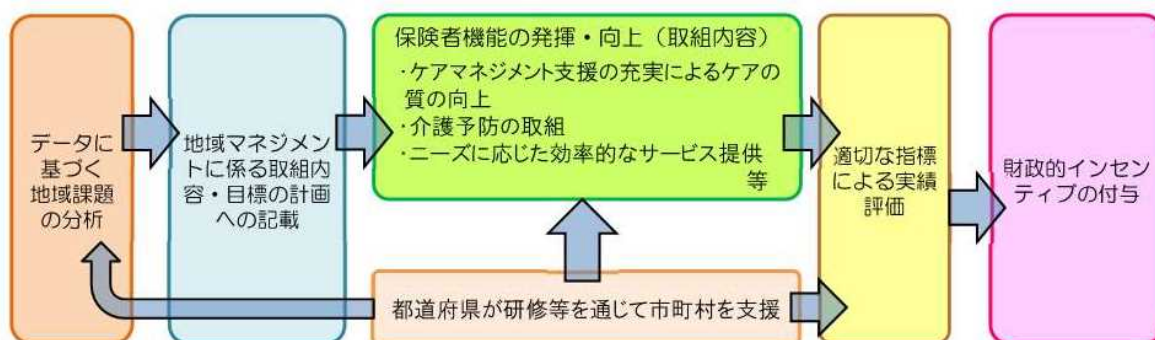 データに
基づく
地域課題
の分析
地域マネジメン
トに係る取組内
容・目標の計画
への記載
保険者機能の発揮・向上（取組内容）
・ケアマネジメント支援の充実によるケアの
質の向上
・介護予防の取組
・ニーズに応じた効率的なサービス提供
等
適切な指標
による実績
評価
財政的インセン
ティブの付与
都道府県が研修等を通じて市町村を支援